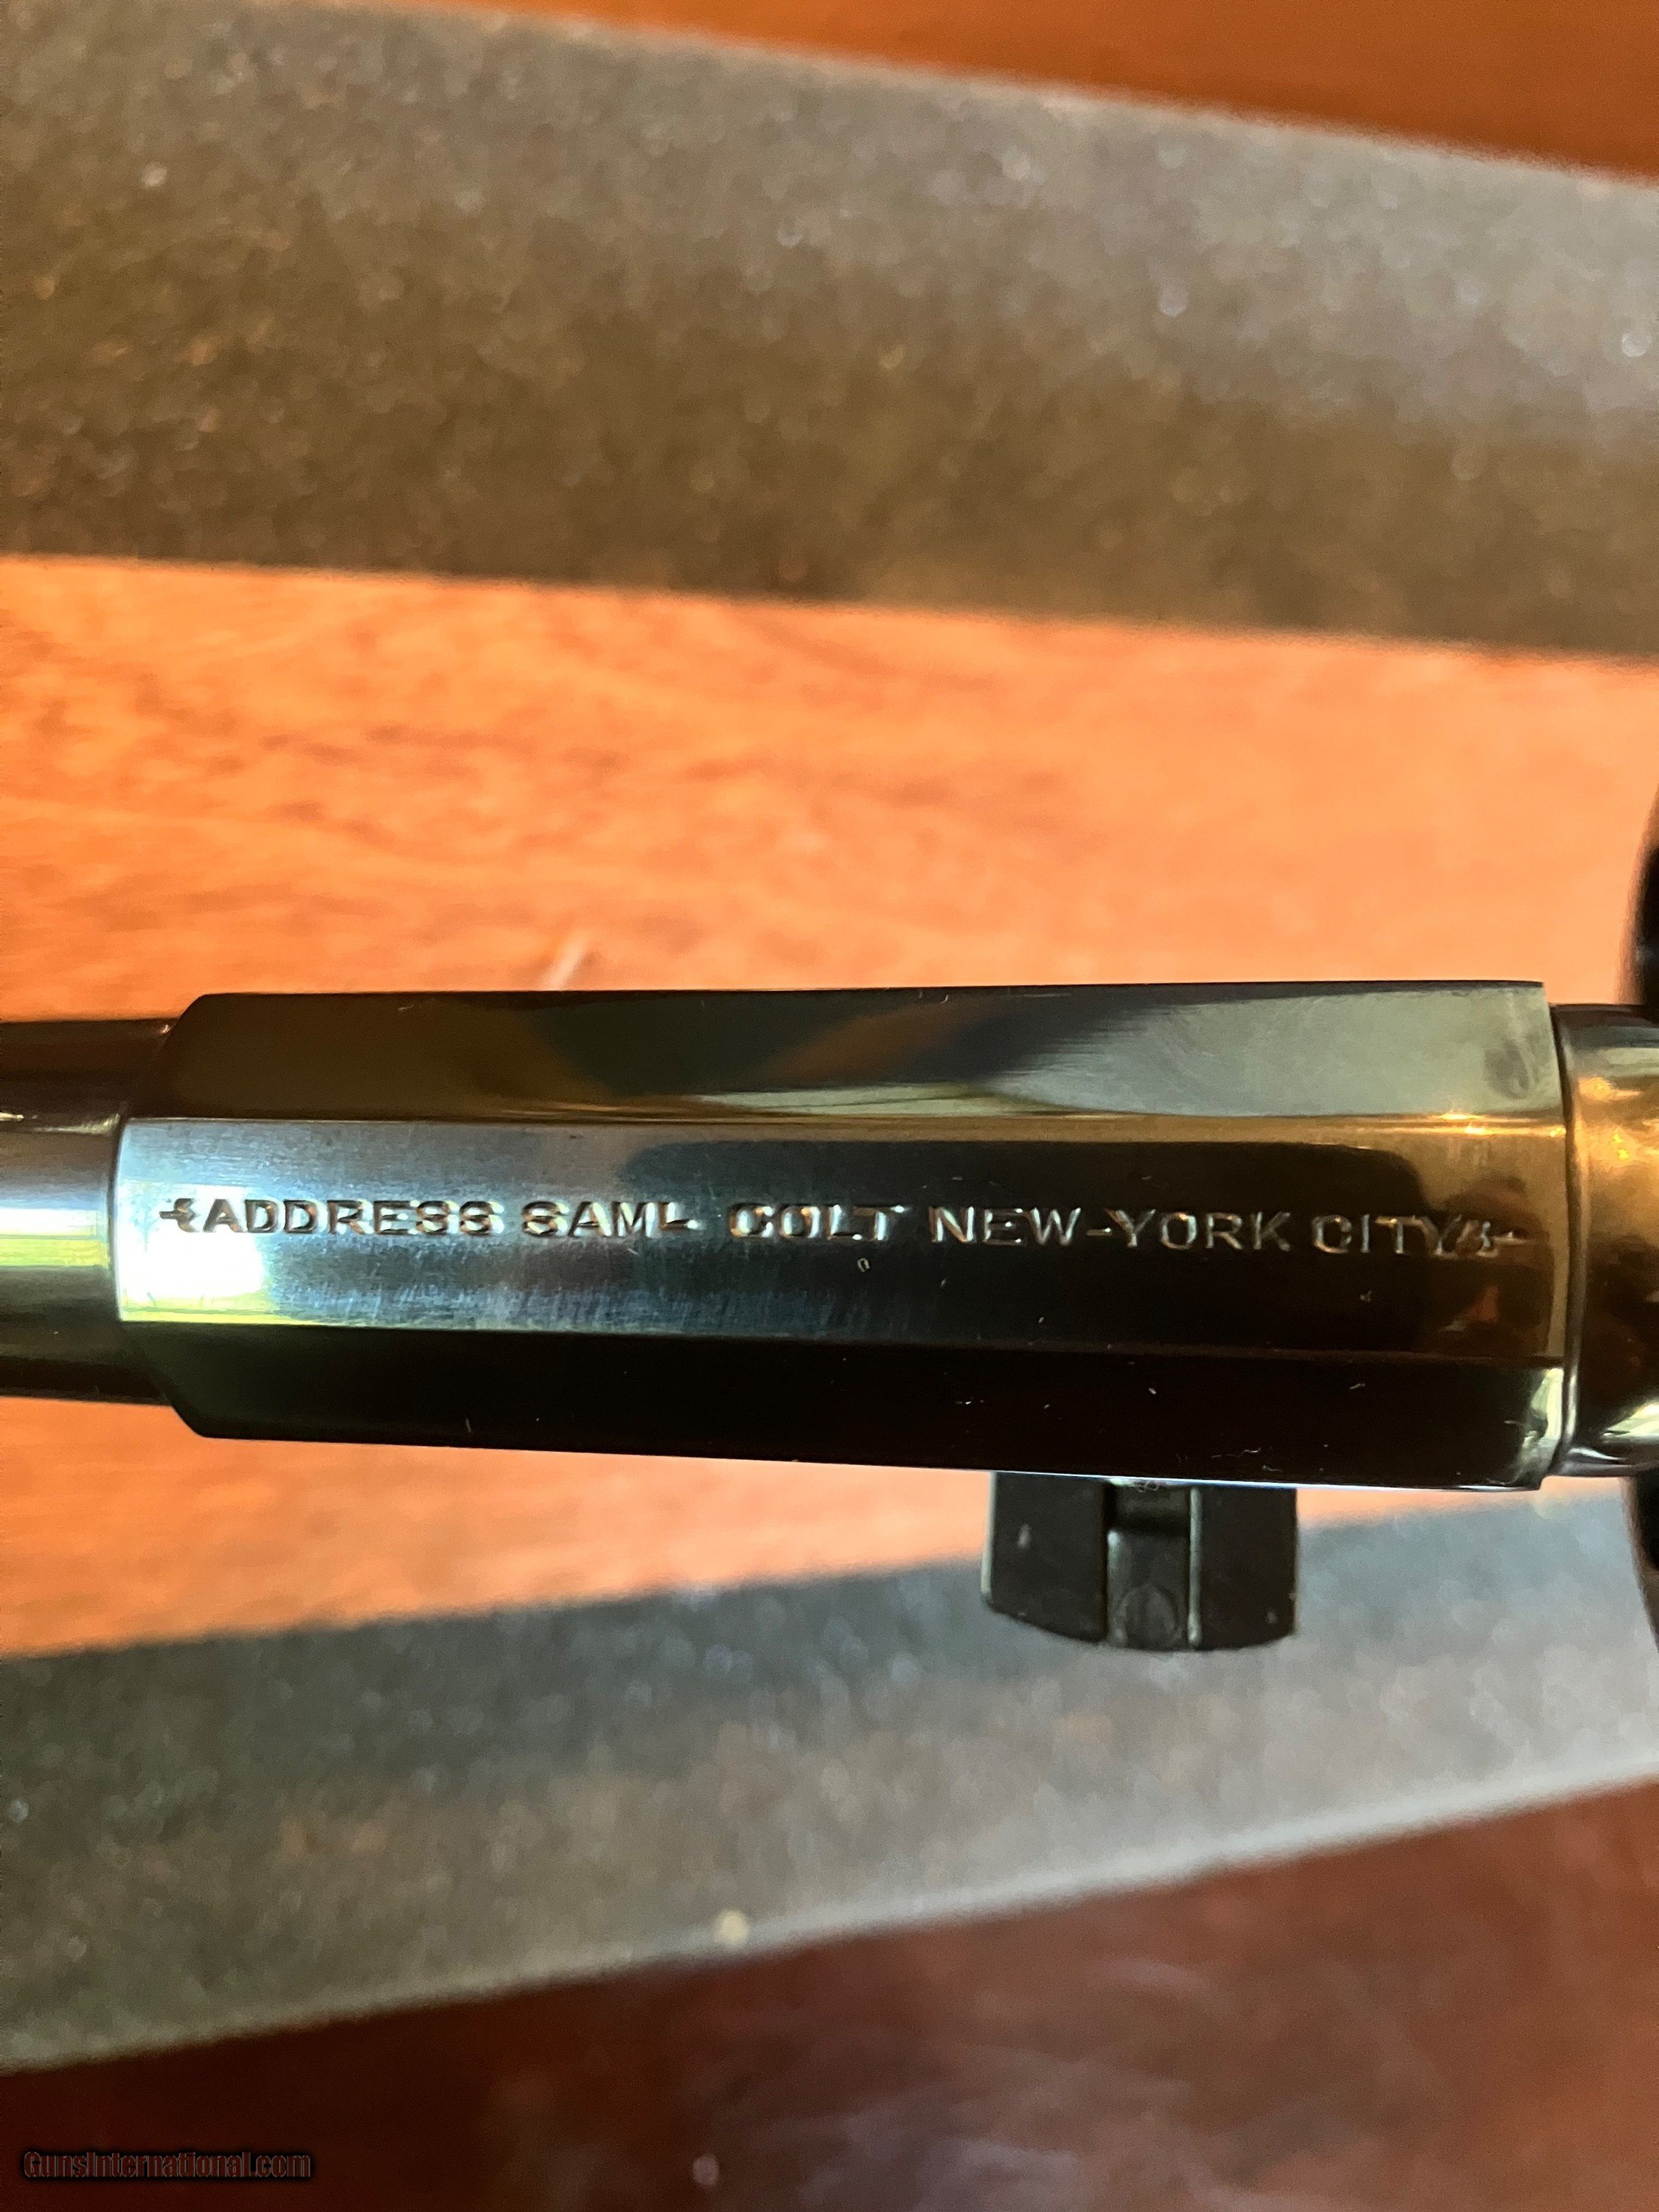 ADDRESS SAML COLT NEW-YORK CITY
GunsInternational.com